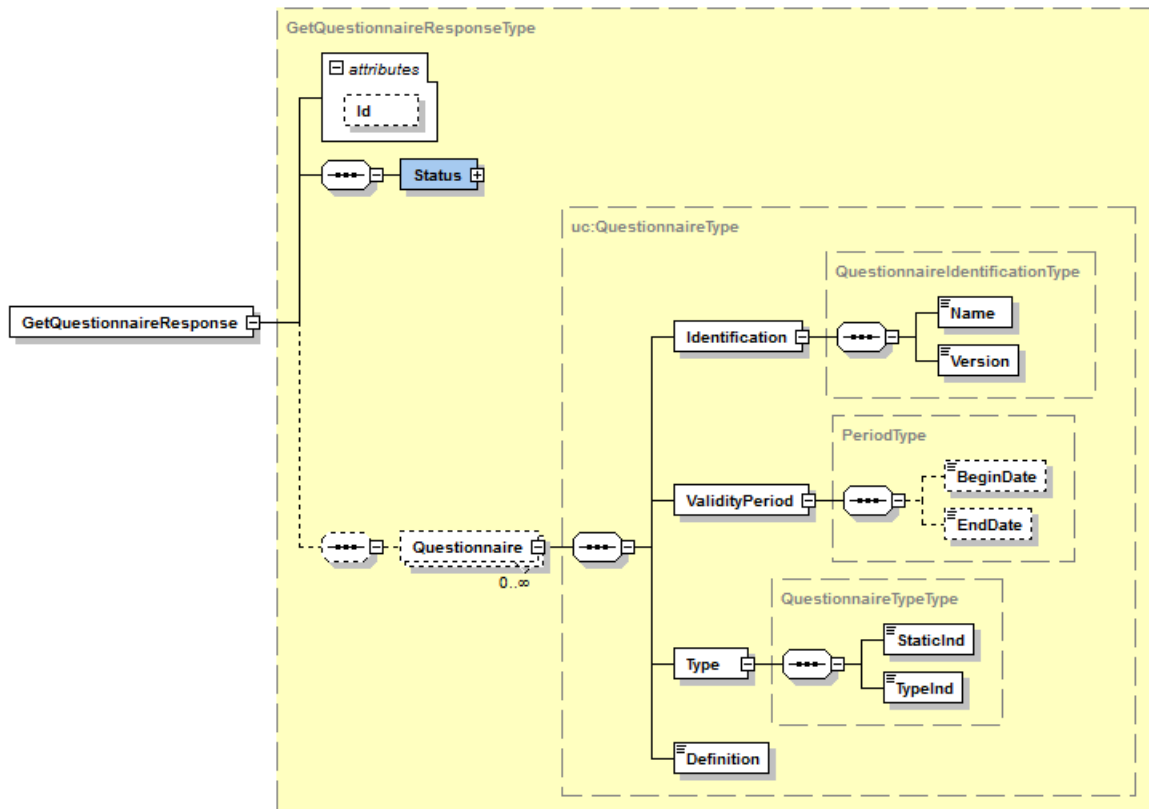 GetQuestionnaireResponseType
attributes
Id
Status
uc:QuestionnaireType
QuestionnaireIdentificationType
Name
GetQuestionnaireResponse
Identification
Version
PeriodType
BeginDate
ValidityPeriod
EndDate
Questionnaire
0..∞
QuestionnaireTypeType
StaticInd
Type
TypeInd
Definition